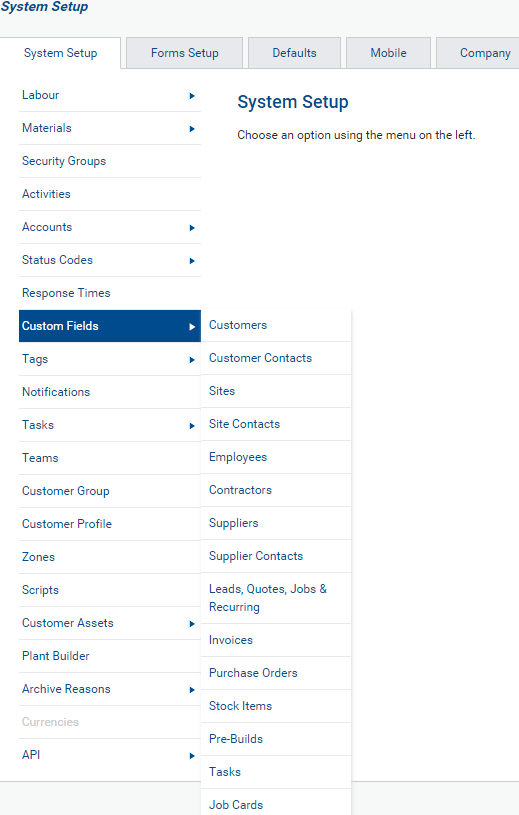 System Setup
System Setup
Forms Setup
Defaults
Mobile
Company
Labour
Materials
Security Groups
Activities
Accounts
Status Codes
Response Times
Custom Fields
Tags
Notifications
Tasks
Teams
Customer Group
Customer Profile
Zones
Scripts
Customer Assets
Plant Builder
Archive Reasons
Currencies
API
System Setup
Choose an option using the menu on the left.
Customers
Customer Contacts
Sites
Site Contacts
Employees
Contractors
Suppliers
Supplier Contacts
Leads, Quotes, Jobs &
Recurring
Invoices
Purchase Orders
Stock Items
Pre-Builds
Tasks
Job Cards